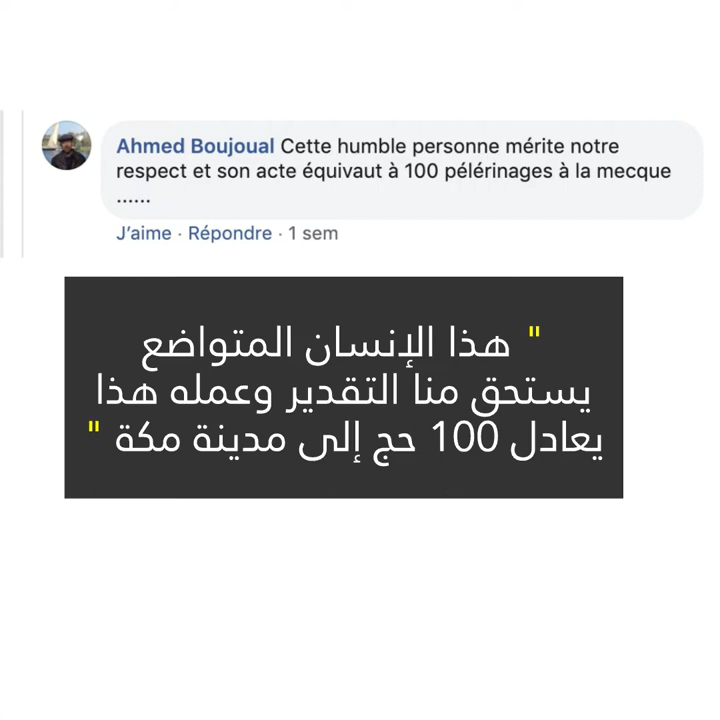 Ahmed Boujoual Cette humble personne mérite notre
respect et son acte équivaut à 100 pélérinages à la mecque
......
J'aime · Répondre · 1 sem
" هذا الإنسان المتواضع
يستحق منا التقدير وعمله هذا
يعادل 100 حج إلى مدينة مكة "